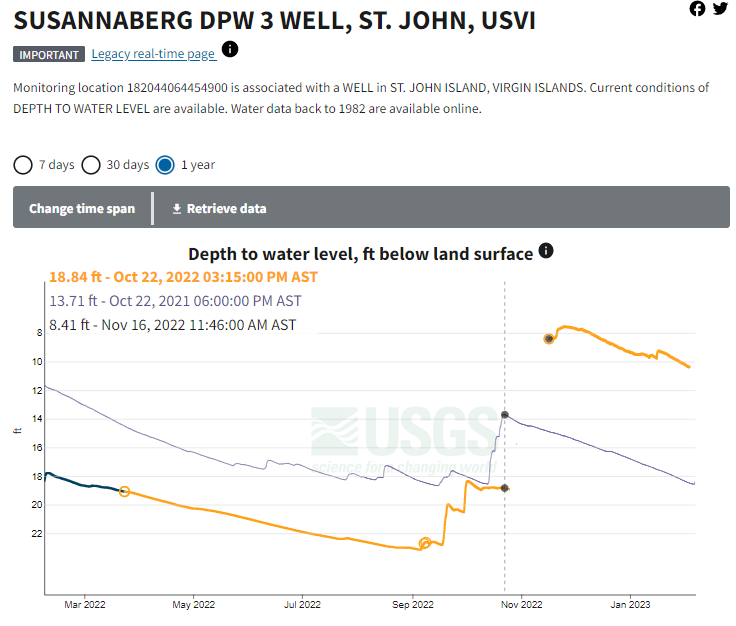 SUSANNABERG DPW 3 WELL, ST. JOHN, USVI
IMPORTANT Legacy real-time page
Monitoring location 182044064454900 is associated with a WELL in ST. JOHN ISLAND, VIRGIN ISLANDS. Current conditions of
DEPTH TO WATER LEVEL are available. Water data back to 1982 are available online.
7 days 30 days 1 year
Change time span Retrieve data
Depth to water level, ft below land surface
18.84 ft - Oct 22, 2022 03:15:00 PM AST
13.71 ft - Oct 22, 2021 06:00:00 PM AST
8.41 ft - Nov 16, 2022 11:46:00 AM AST
8
10
12
14
16
18
20
22
ft
USGS
science for a changing world
Mar 2022 May 2022 Jul 2022 Sep 2022 Nov 2022 Jan 2023